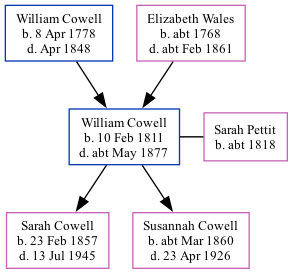 William Cowell
b. 8 Apr 1778
d. Apr 1848
Elizabeth Wales
b. abt 1768
d. abt Feb 1861
William Cowell
b. 10 Feb 1811
d. abt May 1877
Sarah Pettit
b. abt 1818
Sarah Cowell
b. 23 Feb 1857
d. 13 Jul 1945
Susannah Cowell
b. abt Mar 1860
d. 23 Apr 1926